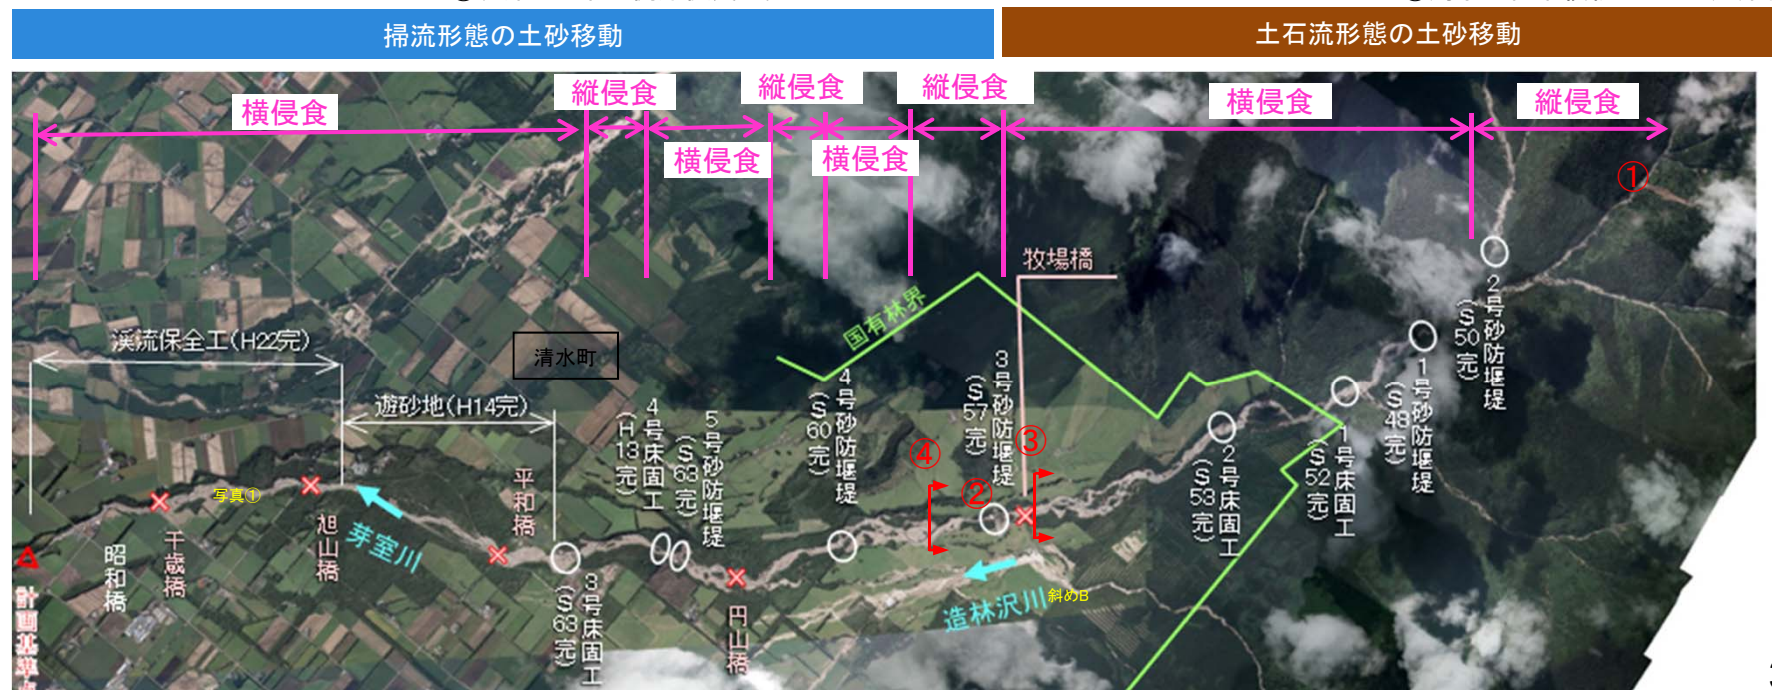 掃流形態の土砂移動
土石流形態の土砂移動
横侵食
縦侵食
縦侵食
縦侵食
横侵食
縦侵食
横侵食
横侵食
①
牧場橋
国有林界
渓流保全工(H22完)
清水町
遊砂地(H14完)
2号砂防堰堤
(S50完)
1号砂防堰堤
(S48完)
1号床固工
(S52完)
2号床固工
(S53完)
3号砂防堰堤
(S57完)
③
④
②
4号砂防堰堤
(S60完)
5号砂防堰堤
(S63完)
4号床固工
(H13完)
平和橋
写真①
旭山橋
芽室川
千歳橋
昭和橋
計画基準
3号床固工
(S63完)
円山橋
造林沢川
斜めB